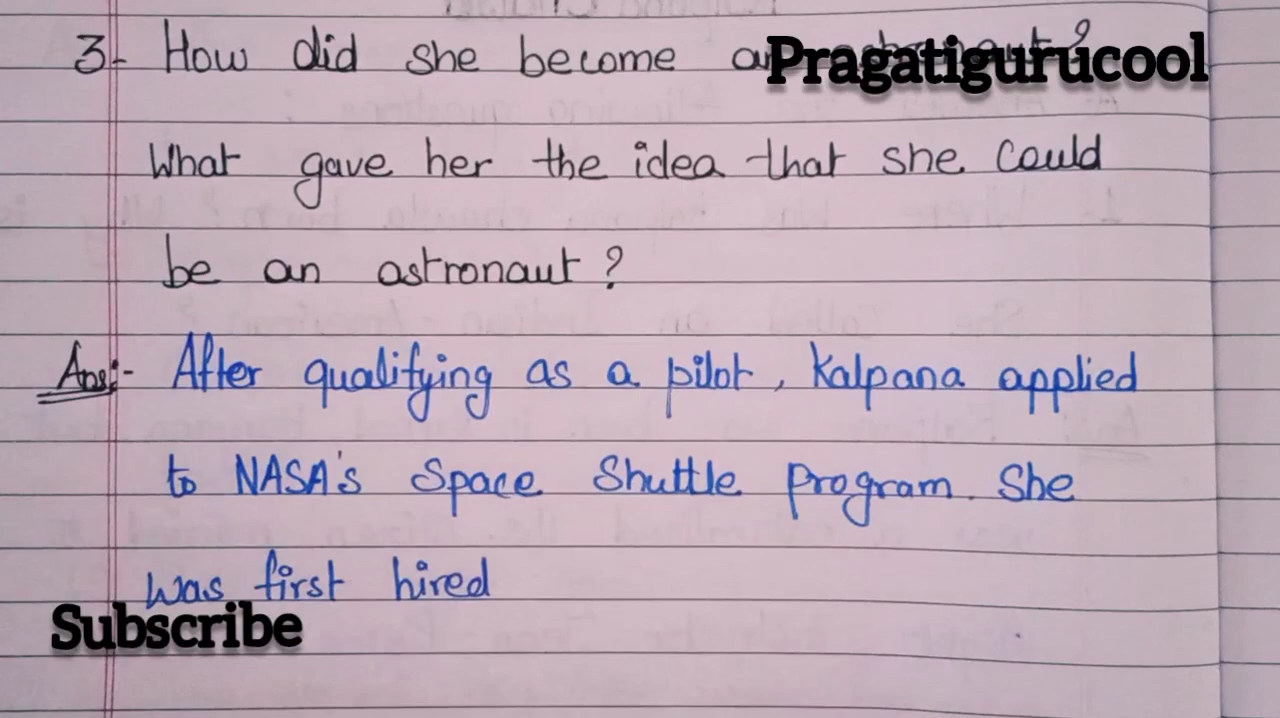 3- How did she become an Pragatigurucool ?
What gave her the idea that she could
be an astronaut ?
Ans:- After qualifying as a pilot, Kalpana applied
to NASA's Space Shuttle program. She
was first hired
Subscribe